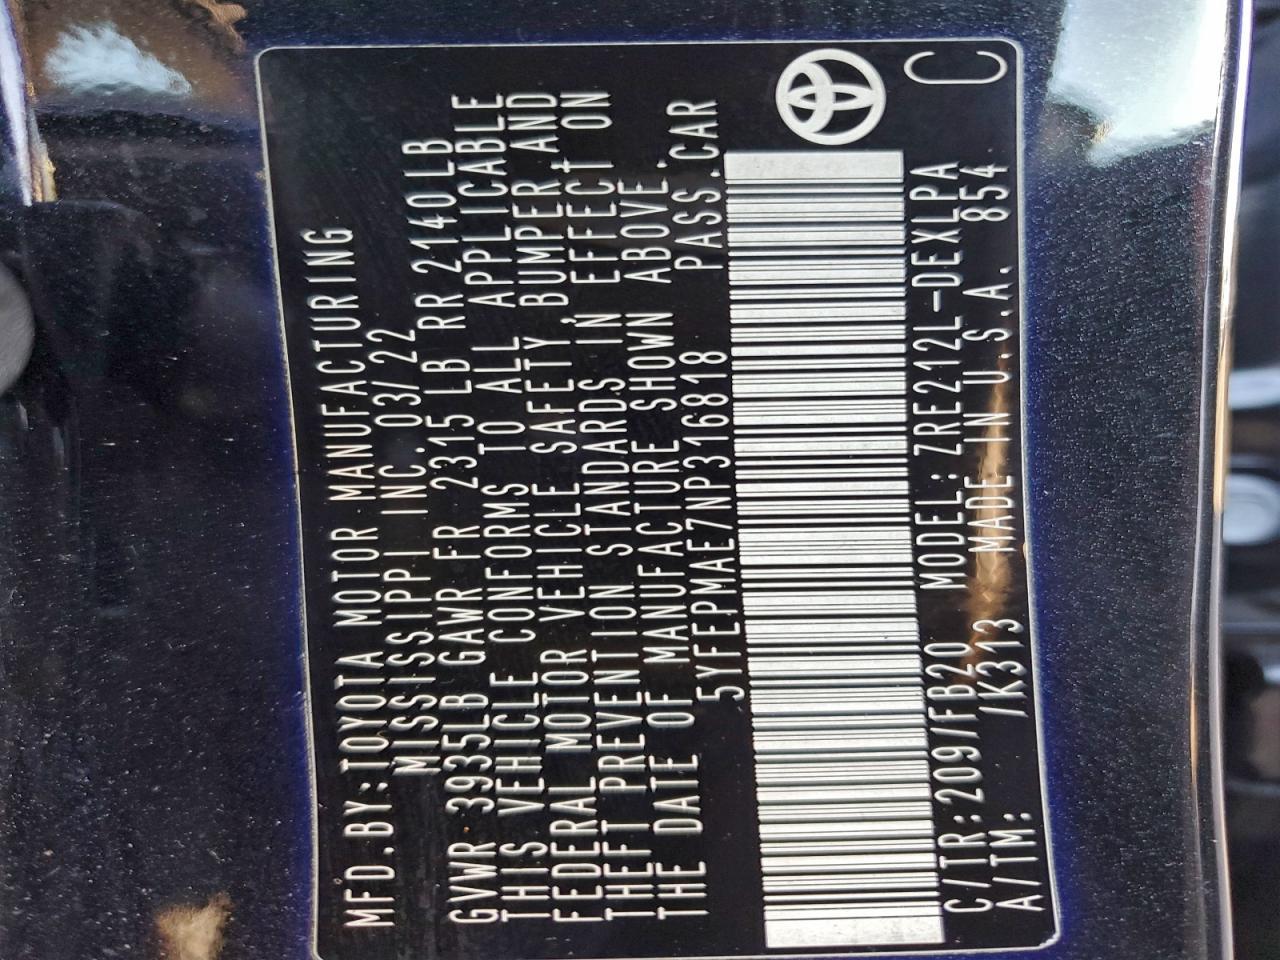 MFD.BY:TOYOTA MOTOR MANUFACTURING
MISSISSIPPI INC. 03/22
GVWR 3935LB GAWR FR 2315 LB RR 2140LB
THIS VEHICLE CONFORMS TO ALL APPLICABLE
FEDERAL MOTOR VEHICLE SAFETY BUMPER,AND
THEFT PREVENTION STANDARDS IN EFFECT ON
THE DATE OF MANUFACTURE SHOWN ABOVE.
5YFEPMAE7NP316818 PASS.CAR
C/TR:209/FB20 MODEL: ZRE212L-DEXLPA
A/TM: /K313 MADE IN U.S.A. 854
C